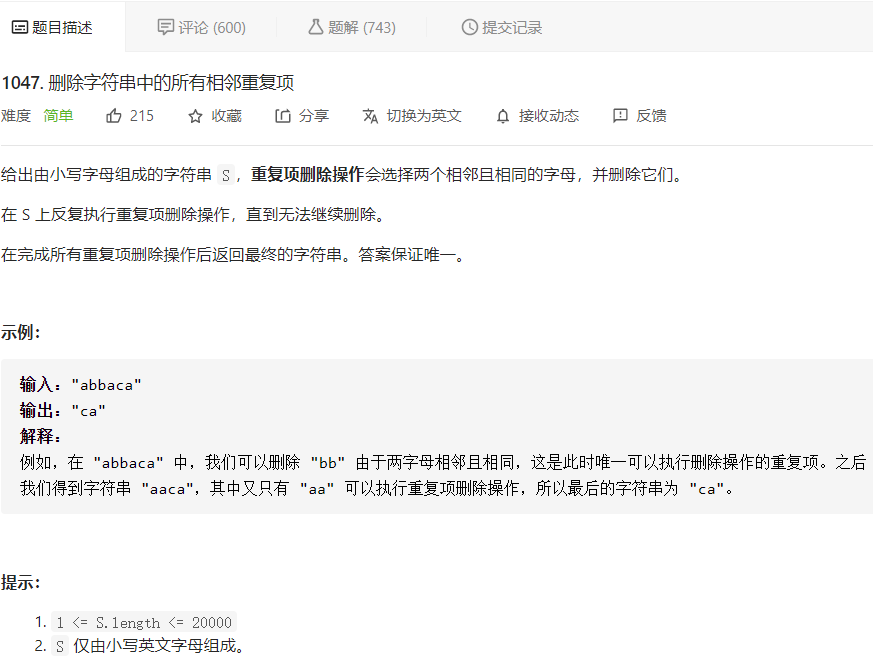 题目描述 评论 (600) 题解 (743) 提交记录
1047. 删除字符串中的所有相邻重复项
难度 简单 215 收藏 分享 切换为英文 接收动态 反馈
给出由小写字母组成的字符串 S，重复项删除操作会选择两个相邻且相同的字母，并删除它们。
在 S 上反复执行重复项删除操作，直到无法继续删除。
在完成所有重复项删除操作后返回最终的字符串。答案保证唯一。
示例：
输入："abbaca"
输出："ca"
解释：
例如，在 "abbaca" 中，我们可以删除 "bb" 由于两字母相邻且相同，这是此时唯一可以执行删除操作的重复项。之后
我们得到字符串 "aaca"，其中又只有 "aa" 可以执行重复项删除操作，所以最后的字符串为 "ca"。
提示：
1. 1 <= S.length <= 20000
2. S 仅由小写英文字母组成。